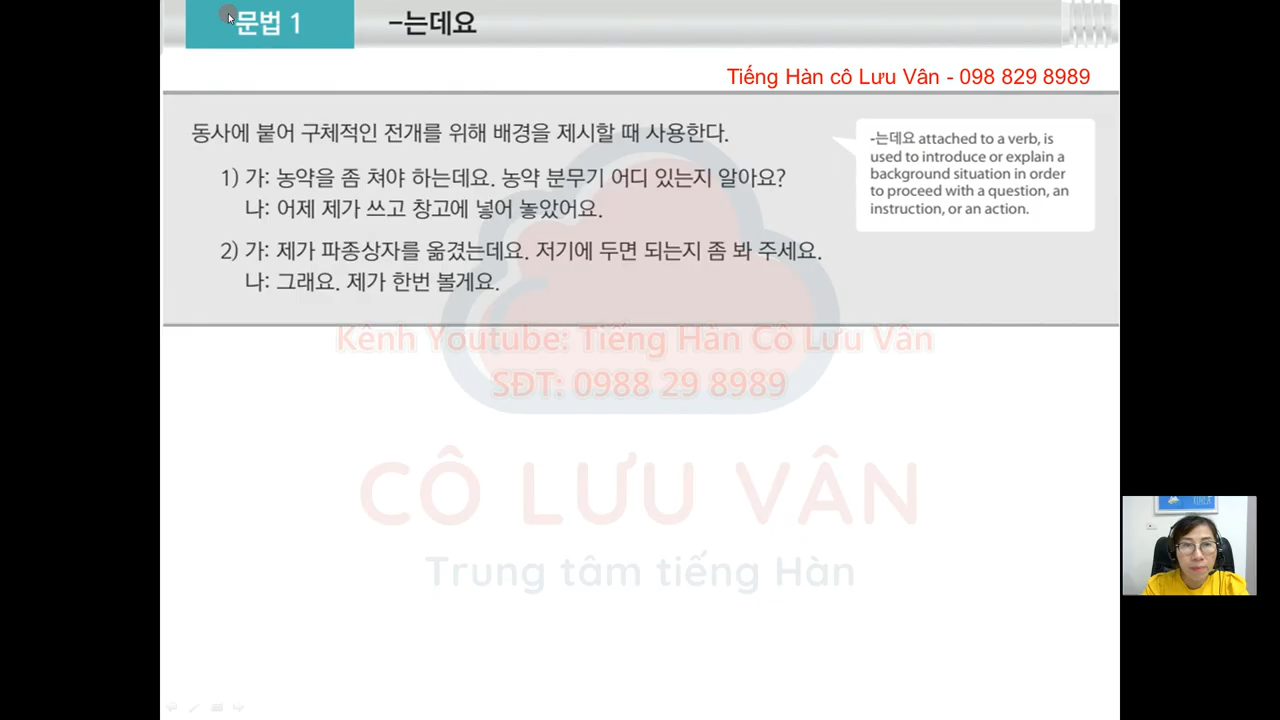 문법 1
-는데요
Tiếng Hàn cô Lưu Vân - 098 829 8989
동사에 붙어 구체적인 전개를 위해 배경을 제시할 때 사용한다.
1) 가: 농약을 좀 쳐야 하는데요. 농약 분무기 어디 있는지 알아요?
나: 어제 제가 쓰고 창고에 넣어 놓았어요.
2) 가: 제가 파종상자를 옮겼는데요. 저기에 두면 되는지 좀 봐 주세요.
나: 그래요. 제가 한번 볼게요.
-는데요 attached to a verb, is
used to introduce or explain a
background situation in order
to proceed with a question, an
instruction, or an action.
Kênh Youtube: Tiếng Hàn Cô Lưu Vân
SĐT: 0988 29 8989
CÔ LƯU VÂN
Trung tâm tiếng Hàn